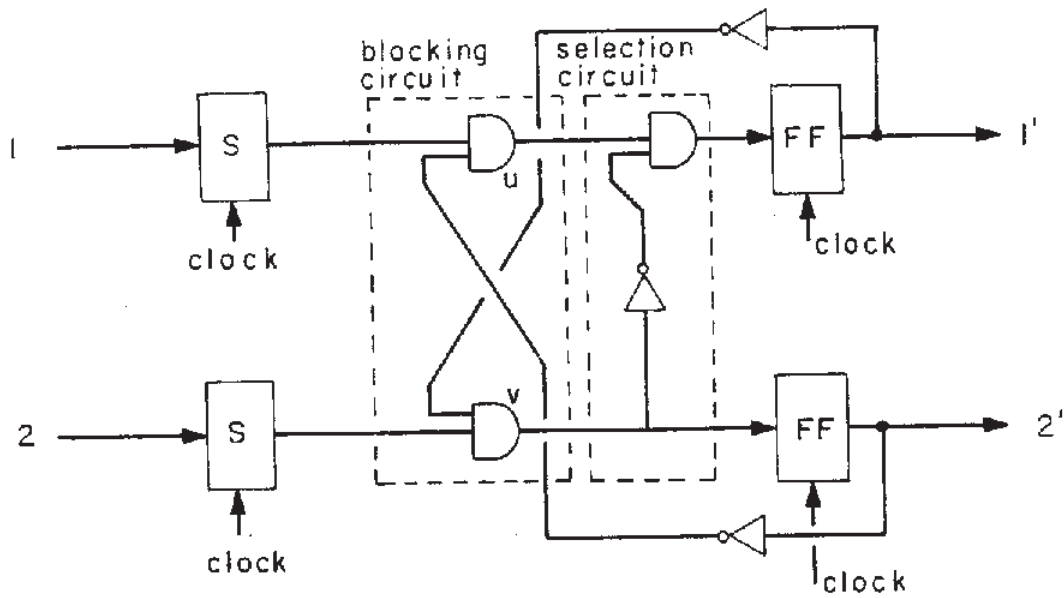 blocking
circuit
selection
circuit
1
S
u
FF
1'
clock
clock
2
S
v
FF
2'
clock
clock